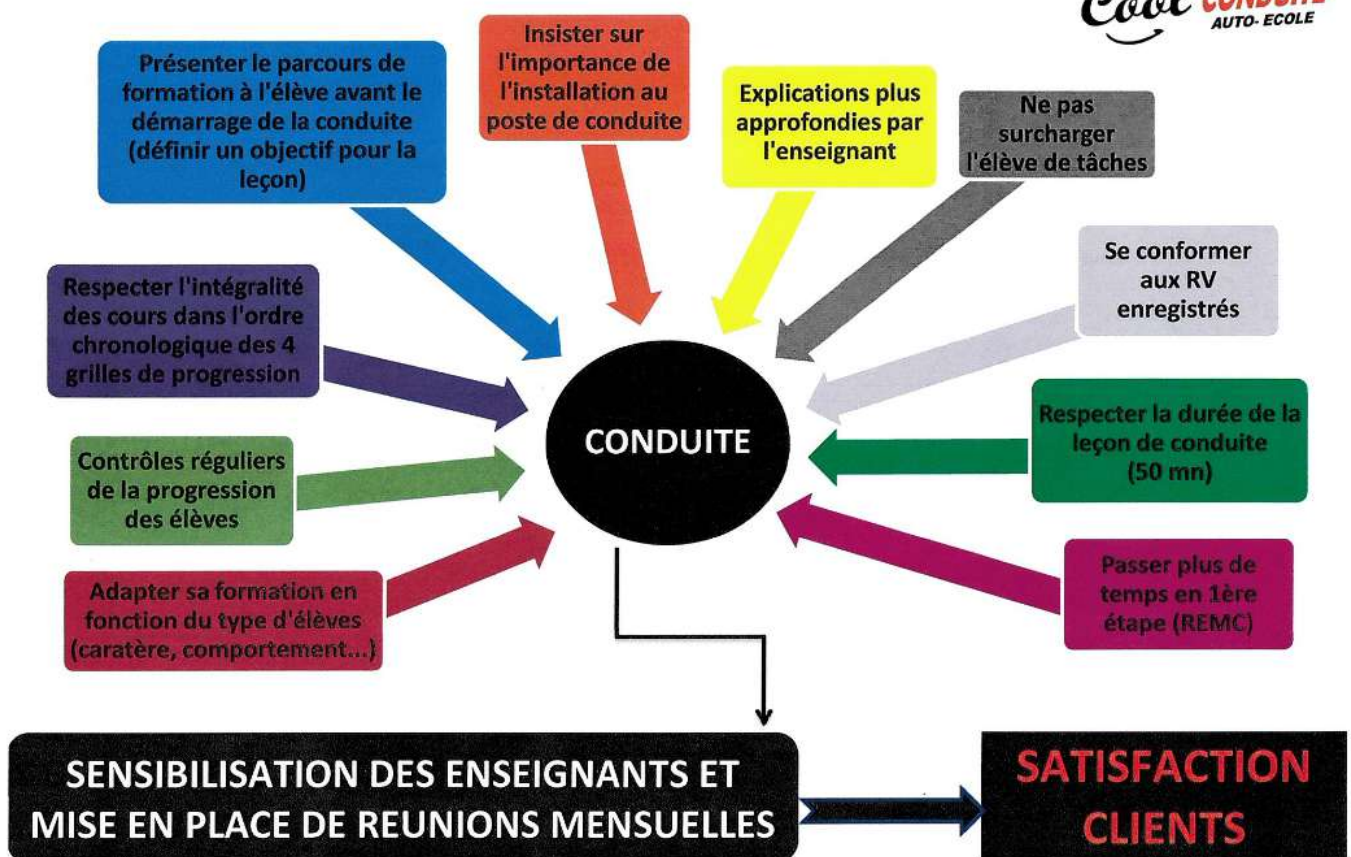 Cool CONDUITE
AUTO-ECOLE
Présenter le parcours de
formation à l'élève avant le
démarrage de la conduite
(définir un objectif pour la
leçon)
Insister sur
l'importance de
l'installation au
poste de conduite
Explications plus
approfondies par
l'enseignant
Ne pas
surcharger
l'élève de tâches
Se conformer
aux RV
enregistrés
Respecter l'intégralité
des cours dans l'ordre
chronologique des 4
grilles de progression
Respecter la durée de la
leçon de conduite
(50 mn)
Contrôles réguliers
de la progression
des élèves
CONDUITE
Passer plus de
temps en 1ère
étape (REMC)
Adapter sa formation en
fonction du type d'élèves
(caratère, comportement...)
SENSIBILISATION DES ENSEIGNANTS ET
MISE EN PLACE DE REUNIONS MENSUELLES
SATISFACTION
CLIENTS